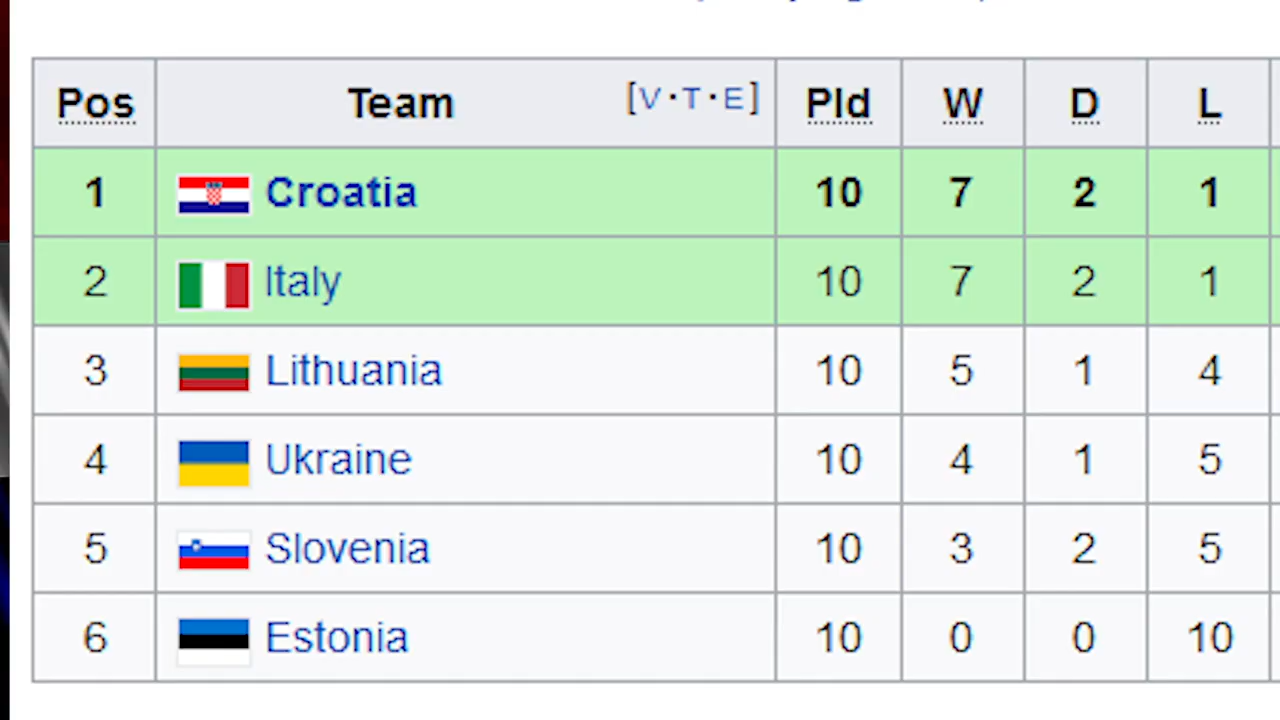 Pos Team [V·T·E] Pld W D L
1 Croatia 10 7 2 1
2 Italy 10 7 2 1
3 Lithuania 10 5 1 4
4 Ukraine 10 4 1 5
5 Slovenia 10 3 2 5
6 Estonia 10 0 0 10